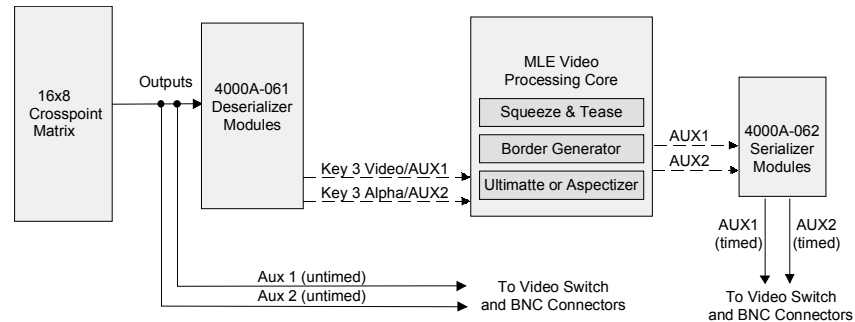 16x8
Crosspoint
Matrix
Outputs
4000A-061
Deserializer
Modules
Key 3 Video/AUX1
Key 3 Alpha/AUX2
MLE Video
Processing Core
Squeeze & Tease
Border Generator
Ultimatte or Aspectizer
AUX1
AUX2
4000A-062
Serializer
Modules
AUX1
(timed)
AUX2
(timed)
To Video Switch
and BNC Connectors
Aux 1 (untimed)
Aux 2 (untimed)
To Video Switch
and BNC Connectors